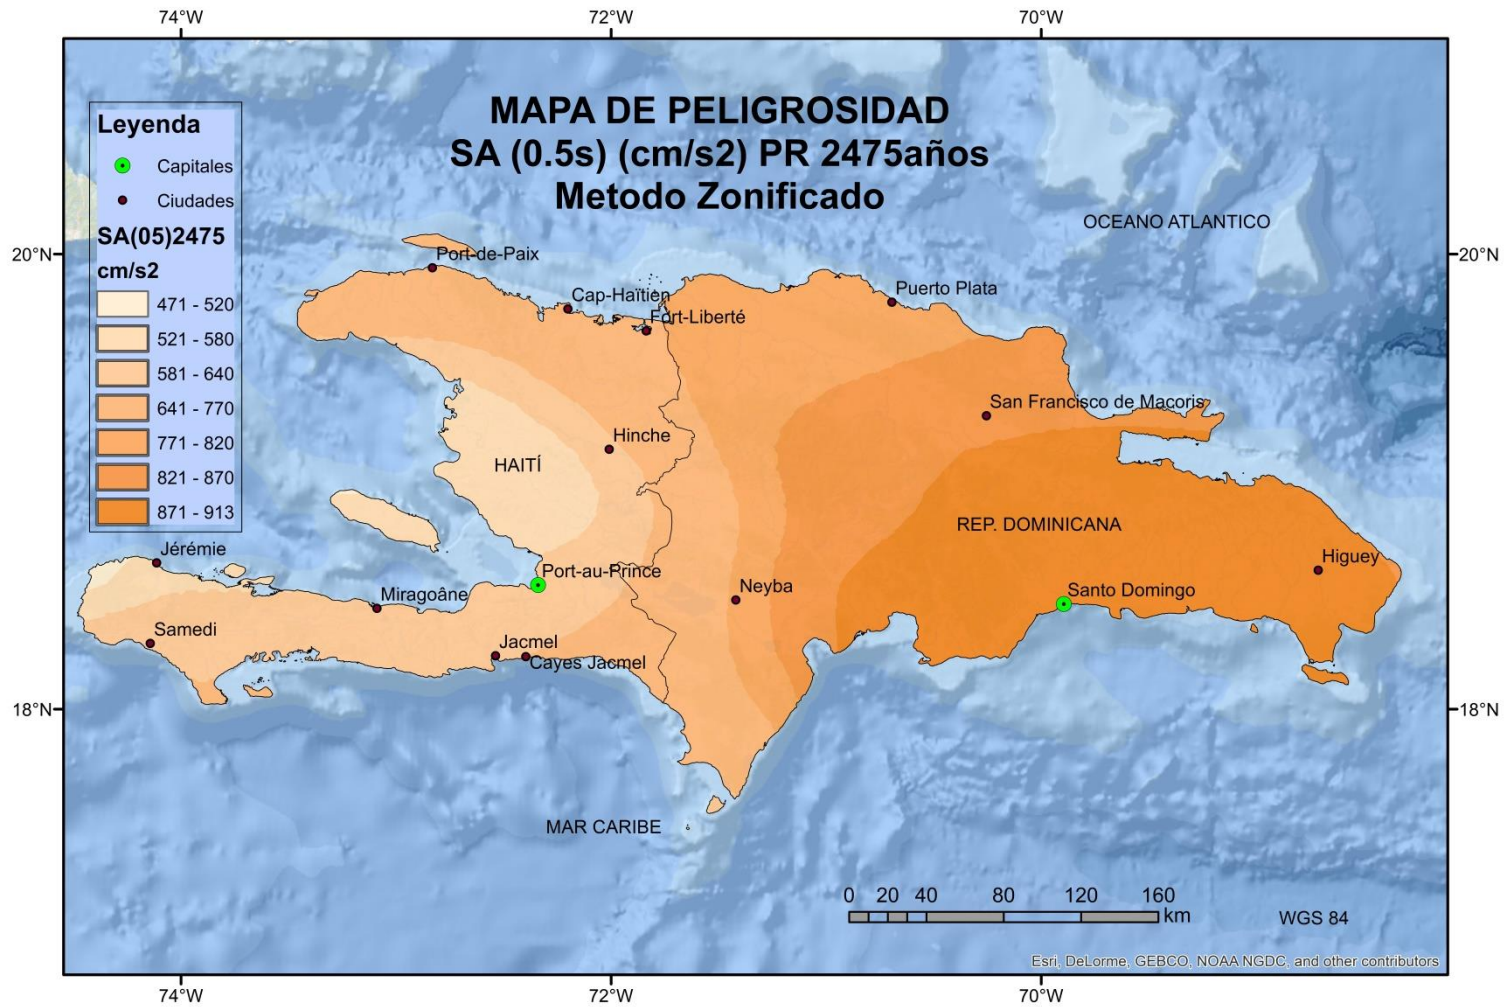 74°W
72°W
70°W
MAPA DE PELIGROSIDAD
SA (0.5s) (cm/s2) PR 2475años
Metodo Zonificado
Leyenda
Capitales
Ciudades
SA(05)2475
cm/s2
471 - 520
521 - 580
581 - 640
641 - 770
771 - 820
821 - 870
871 - 913
OCEANO ATLANTICO
20°N
20°N
Port-de-Paix
Cap-Haïtien
Fort-Liberté
Puerto Plata
San Francisco de Macoris
Hinche
HAITÍ
REP. DOMINICANA
Jérémie
Port-au-Prince
Miragoâne
Neyba
Higuey
Santo Domingo
Samedi
Jacmel
Cayes Jacmel
18°N
18°N
MAR CARIBE
0 20 40 80 120 160
km
WGS 84
Esri, DeLorme, GEBCO, NOAA NGDC, and other contributors
74°W
72°W
70°W